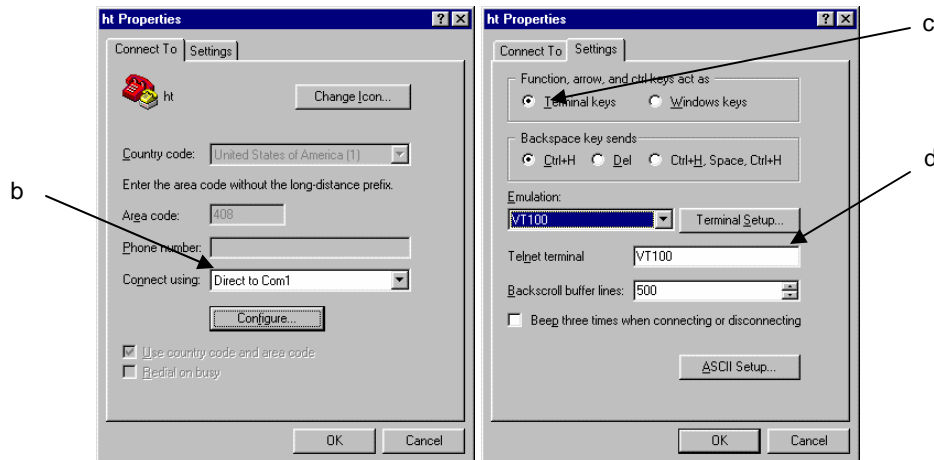 ht Properties
Connect To
Settings
ht
Change Icon...
Country code:
United States of America (1)
Enter the area code without the long-distance prefix.
Area code:
408
Phone number:
Connect using:
Direct to Com1
Configure...
Use country code and area code
Redial on busy
OK
Cancel
b
ht Properties
Connect To
Settings
Function, arrow, and ctrl keys act as
Terminal keys
Windows keys
Backspace key sends
Ctrl+H
Del
Ctrl+H, Space, Ctrl+H
Emulation:
VT100
Terminal Setup...
Telnet terminal
VT100
Backscroll buffer lines:
500
Beep three times when connecting or disconnecting
ASCII Setup...
OK
Cancel
c
d